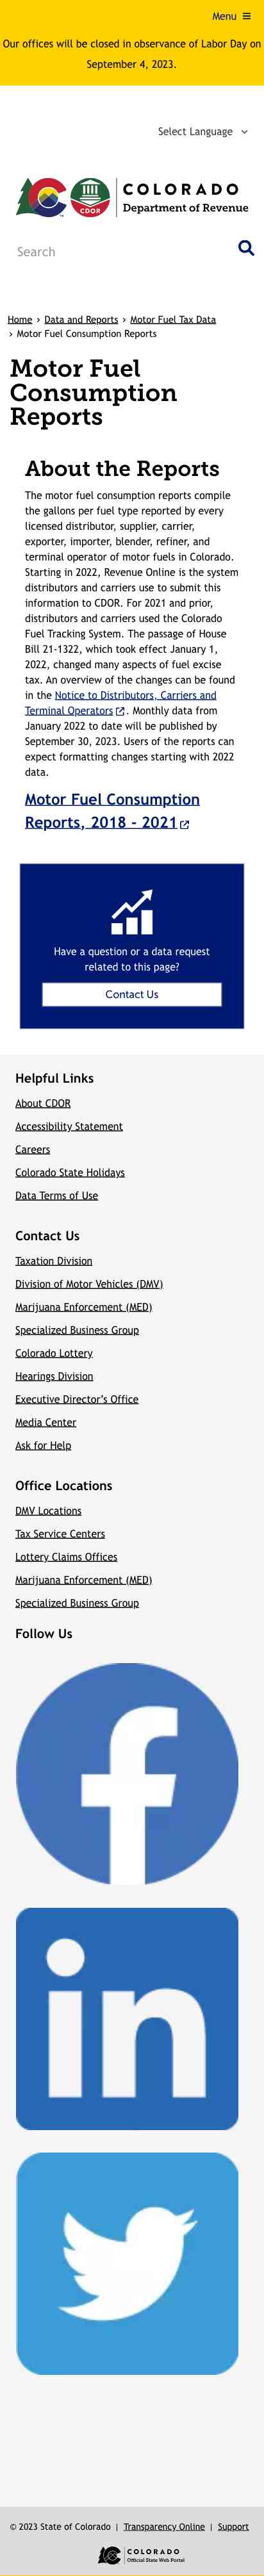 Menu
Our offices will be closed in observance of Labor Day on
September 4, 2023.
Select Language
CDOR
COLORADO
Department of Revenue
Search
Home › Data and Reports › Motor Fuel Tax Data
› Motor Fuel Consumption Reports
Motor Fuel
Consumption
Reports
About the Reports
The motor fuel consumption reports compile
the gallons per fuel type reported by every
licensed distributor, supplier, carrier,
exporter, importer, blender, refiner, and
terminal operator of motor fuels in Colorado.
Starting in 2022, Revenue Online is the system
distributors and carriers use to submit this
information to CDOR. For 2021 and prior,
distributors and carriers used the Colorado
Fuel Tracking System. The passage of House
Bill 21-1322, which took effect January 1,
2022, changed many aspects of fuel excise
tax. An overview of the changes can be found
in the Notice to Distributors, Carriers and
Terminal Operators. Monthly data from
January 2022 to date will be published by
September 30, 2023. Users of the reports can
expect formatting changes starting with 2022
data.
Motor Fuel Consumption
Reports, 2018 - 2021
Have a question or a data request
related to this page?
Contact Us
Helpful Links
About CDOR
Accessibility Statement
Careers
Colorado State Holidays
Data Terms of Use
Contact Us
Taxation Division
Division of Motor Vehicles (DMV)
Marijuana Enforcement (MED)
Specialized Business Group
Colorado Lottery
Hearings Division
Executive Director's Office
Media Center
Ask for Help
Office Locations
DMV Locations
Tax Service Centers
Lottery Claims Offices
Marijuana Enforcement (MED)
Specialized Business Group
Follow Us
f
in
© 2023 State of Colorado | Transparency Online | Support
COLORADO
Official State Web Portal